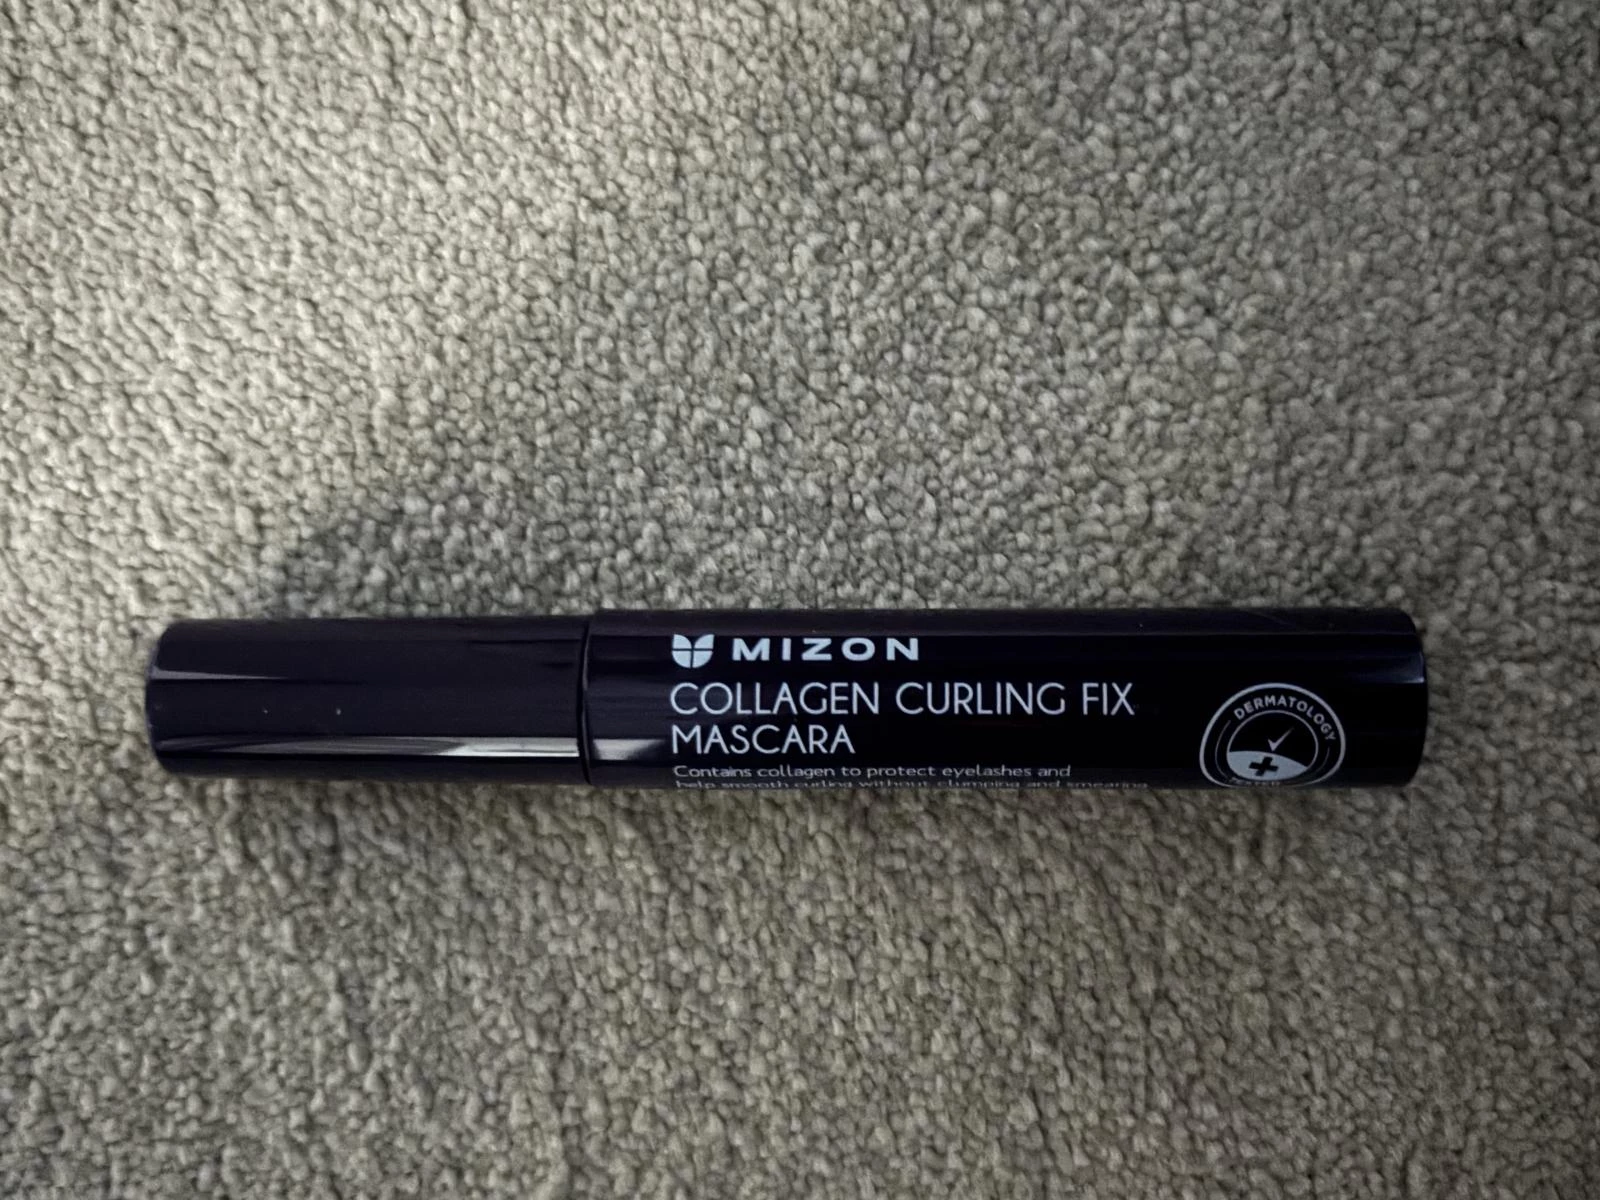 MIZON
COLLAGEN CURLING FIX
MASCARA
Contains collagen to protect eyelashes and
help smooth curling without clumping and smearing
DERMATOLOGY
TESTED